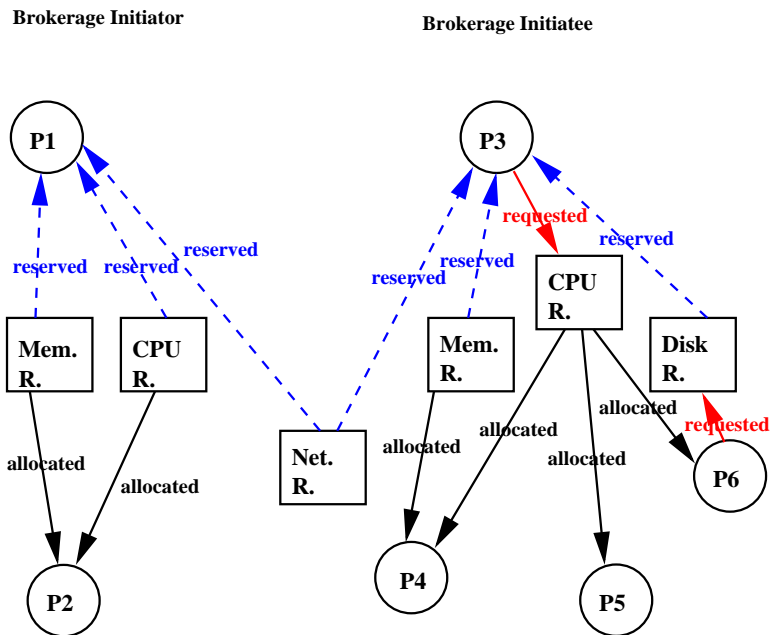 Brokerage Initiator
Brokerage Initiatee
P1
P3
requested
reserved
reserved
reserved
reserved
reserved
reserved
CPU
R.
Mem.
R.
CPU
R.
Mem.
R.
Disk
R.
allocated
requested
allocated
allocated
allocated
allocated
allocated
Net.
R.
P6
P4
P2
P5